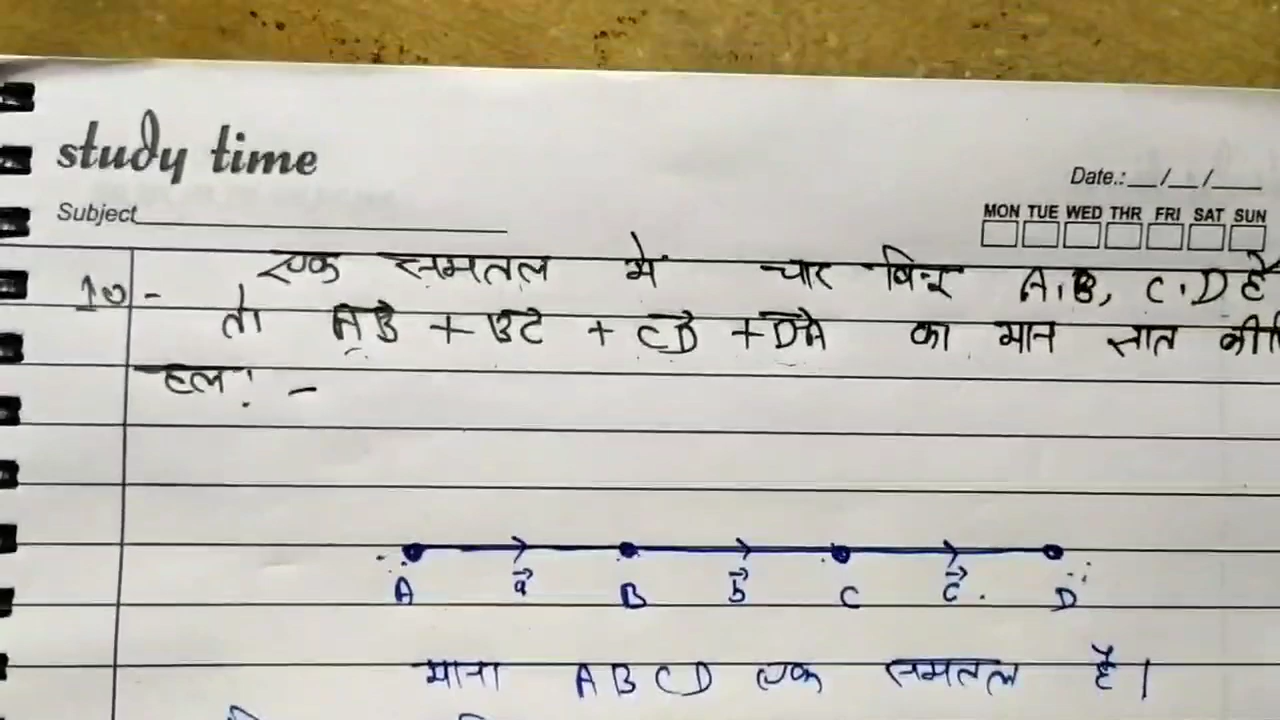 study time
Date.: __/__/____
Subject
MON TUE WED THR FRI SAT SUN
10 - एक समतल में चार बिन्दु A, B, C, D है
तो AB + BC + CD + DA का मान ज्ञात
हल: -
A a B b C c D
माना A B C D एक समतल है।